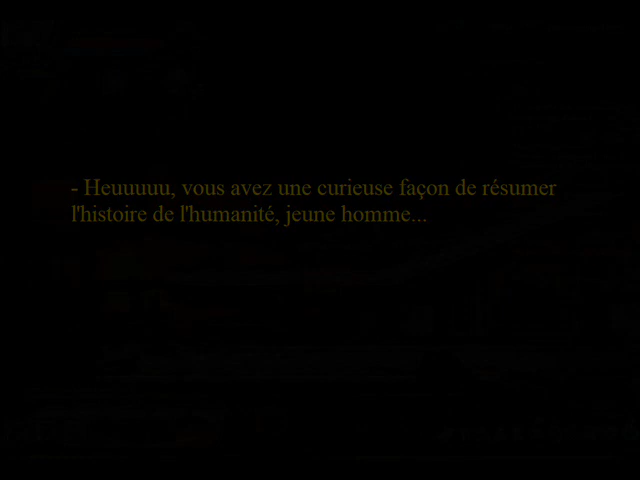 - Heuuuuu, vous avez une curieuse façon de résumer
l'histoire de l'humanité, jeune homme...